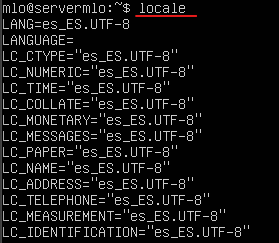 mlo@servermlo:~$ locale
LANG=es_ES.UTF-8
LANGUAGE=
LC_CTYPE="es_ES.UTF-8"
LC_NUMERIC="es_ES.UTF-8"
LC_TIME="es_ES.UTF-8"
LC_COLLATE="es_ES.UTF-8"
LC_MONETARY="es_ES.UTF-8"
LC_MESSAGES="es_ES.UTF-8"
LC_PAPER="es_ES.UTF-8"
LC_NAME="es_ES.UTF-8"
LC_ADDRESS="es_ES.UTF-8"
LC_TELEPHONE="es_ES.UTF-8"
LC_MEASUREMENT="es_ES.UTF-8"
LC_IDENTIFICATION="es_ES.UTF-8"